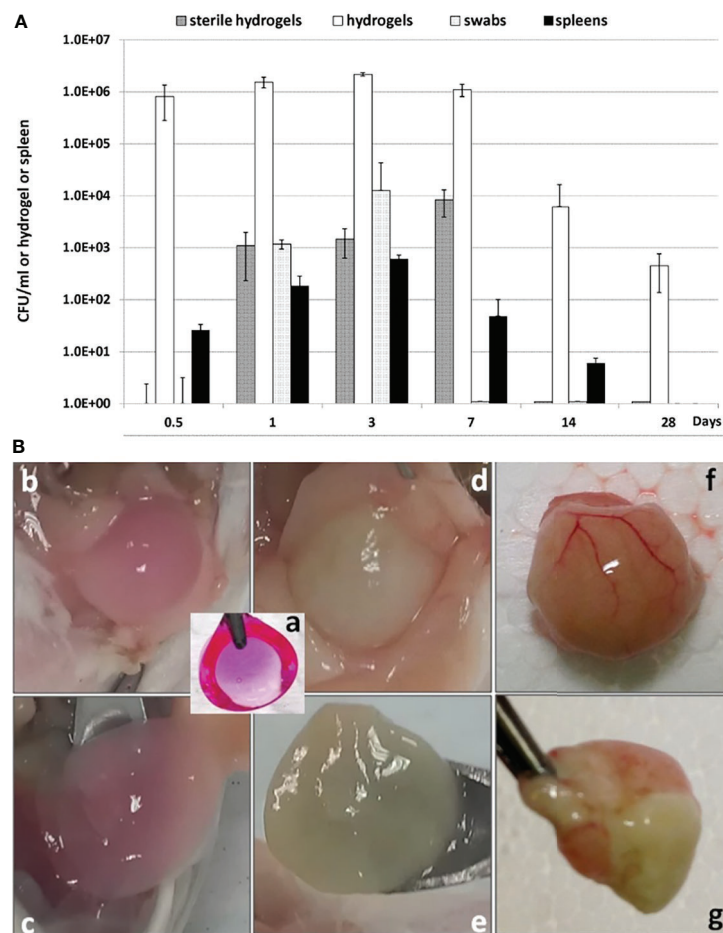 A
sterile hydrogels hydrogels swabs spleens
CFU/ml or hydrogel or spleen
1.0E+07
1.0E+06
1.0E+05
1.0E+04
1.0E+03
1.0E+02
1.0E+01
1.0E+00
0.5 1 3 7 14 28 Days
B
b d f
a
c e g